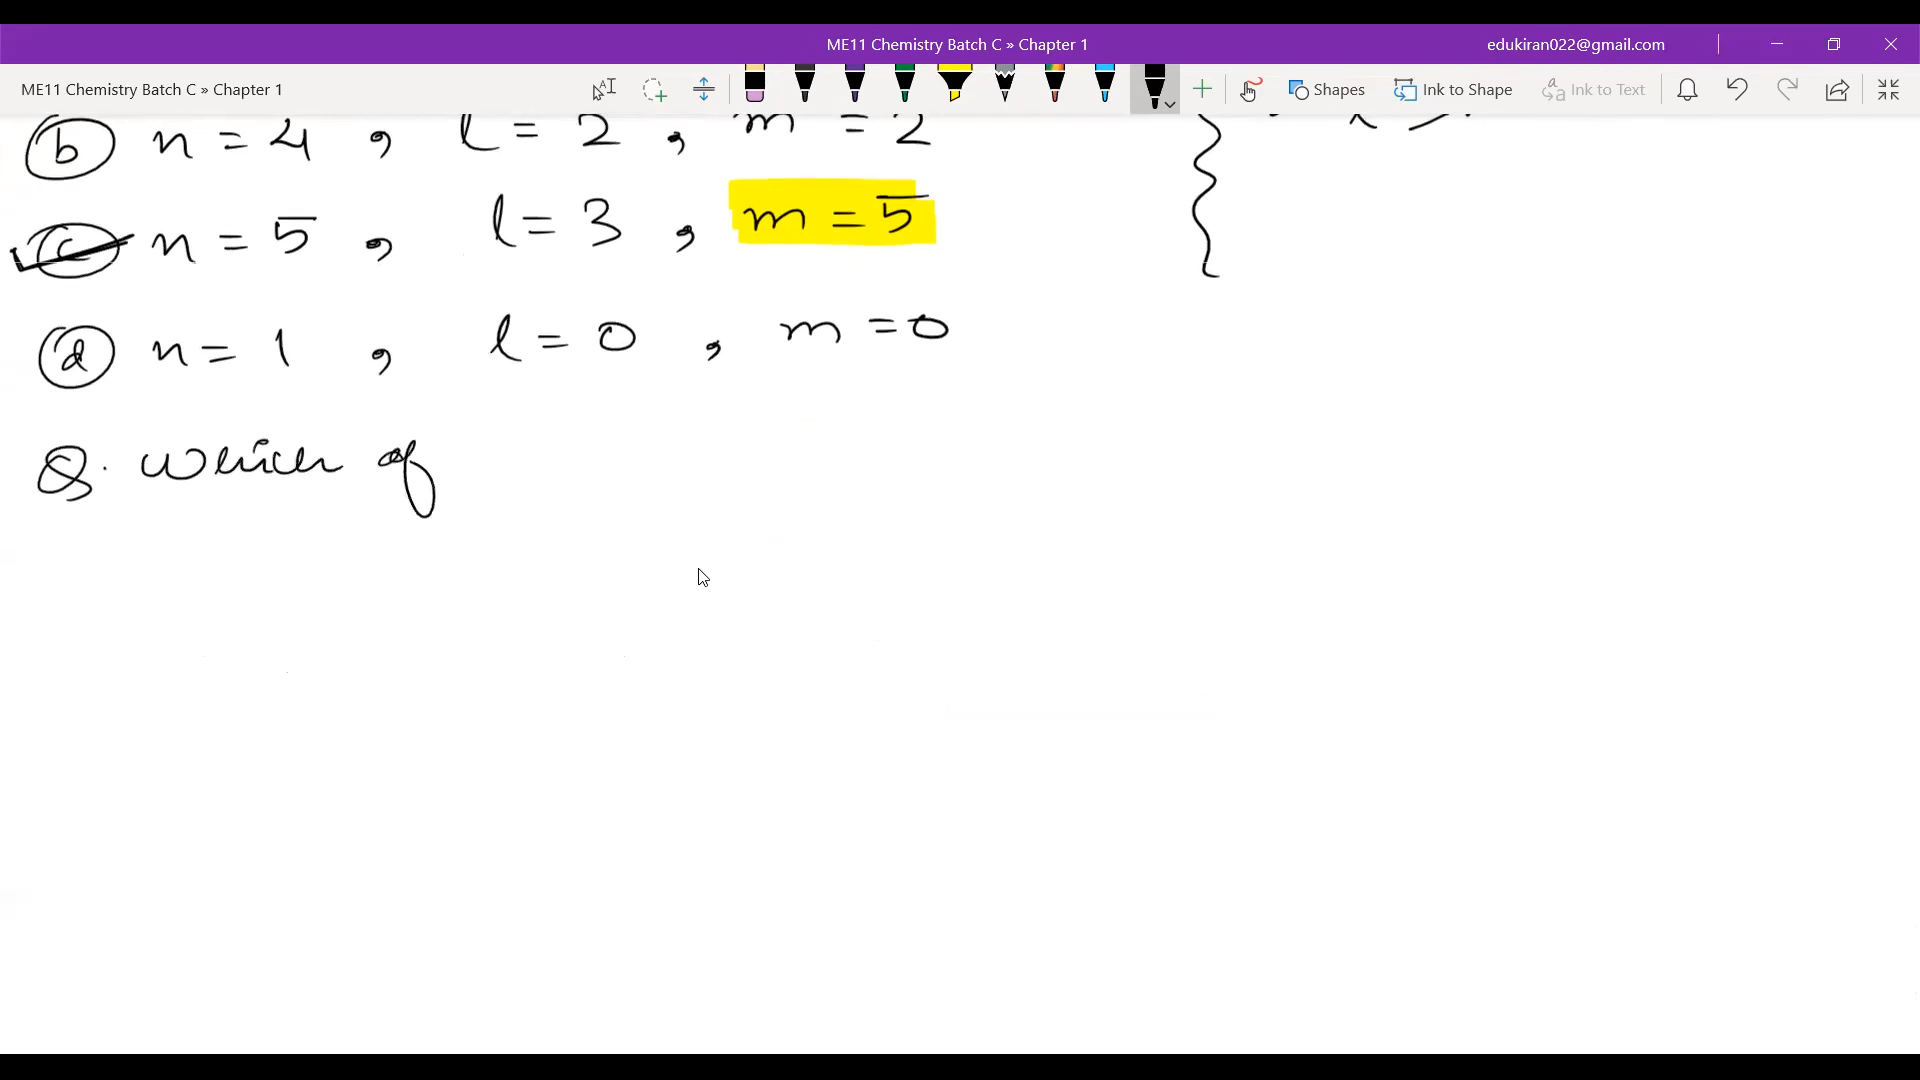 ME11 Chemistry Batch C » Chapter 1
edukiran022@gmail.com
ME11 Chemistry Batch C » Chapter 1
Shapes
Ink to Shape
Ink to Text
(b) n = 4 , l = 2 , m = 2
(c) n = 5 , l = 3 , m = 5
(d) n = 1 , l = 0 , m = 0
Q. which of